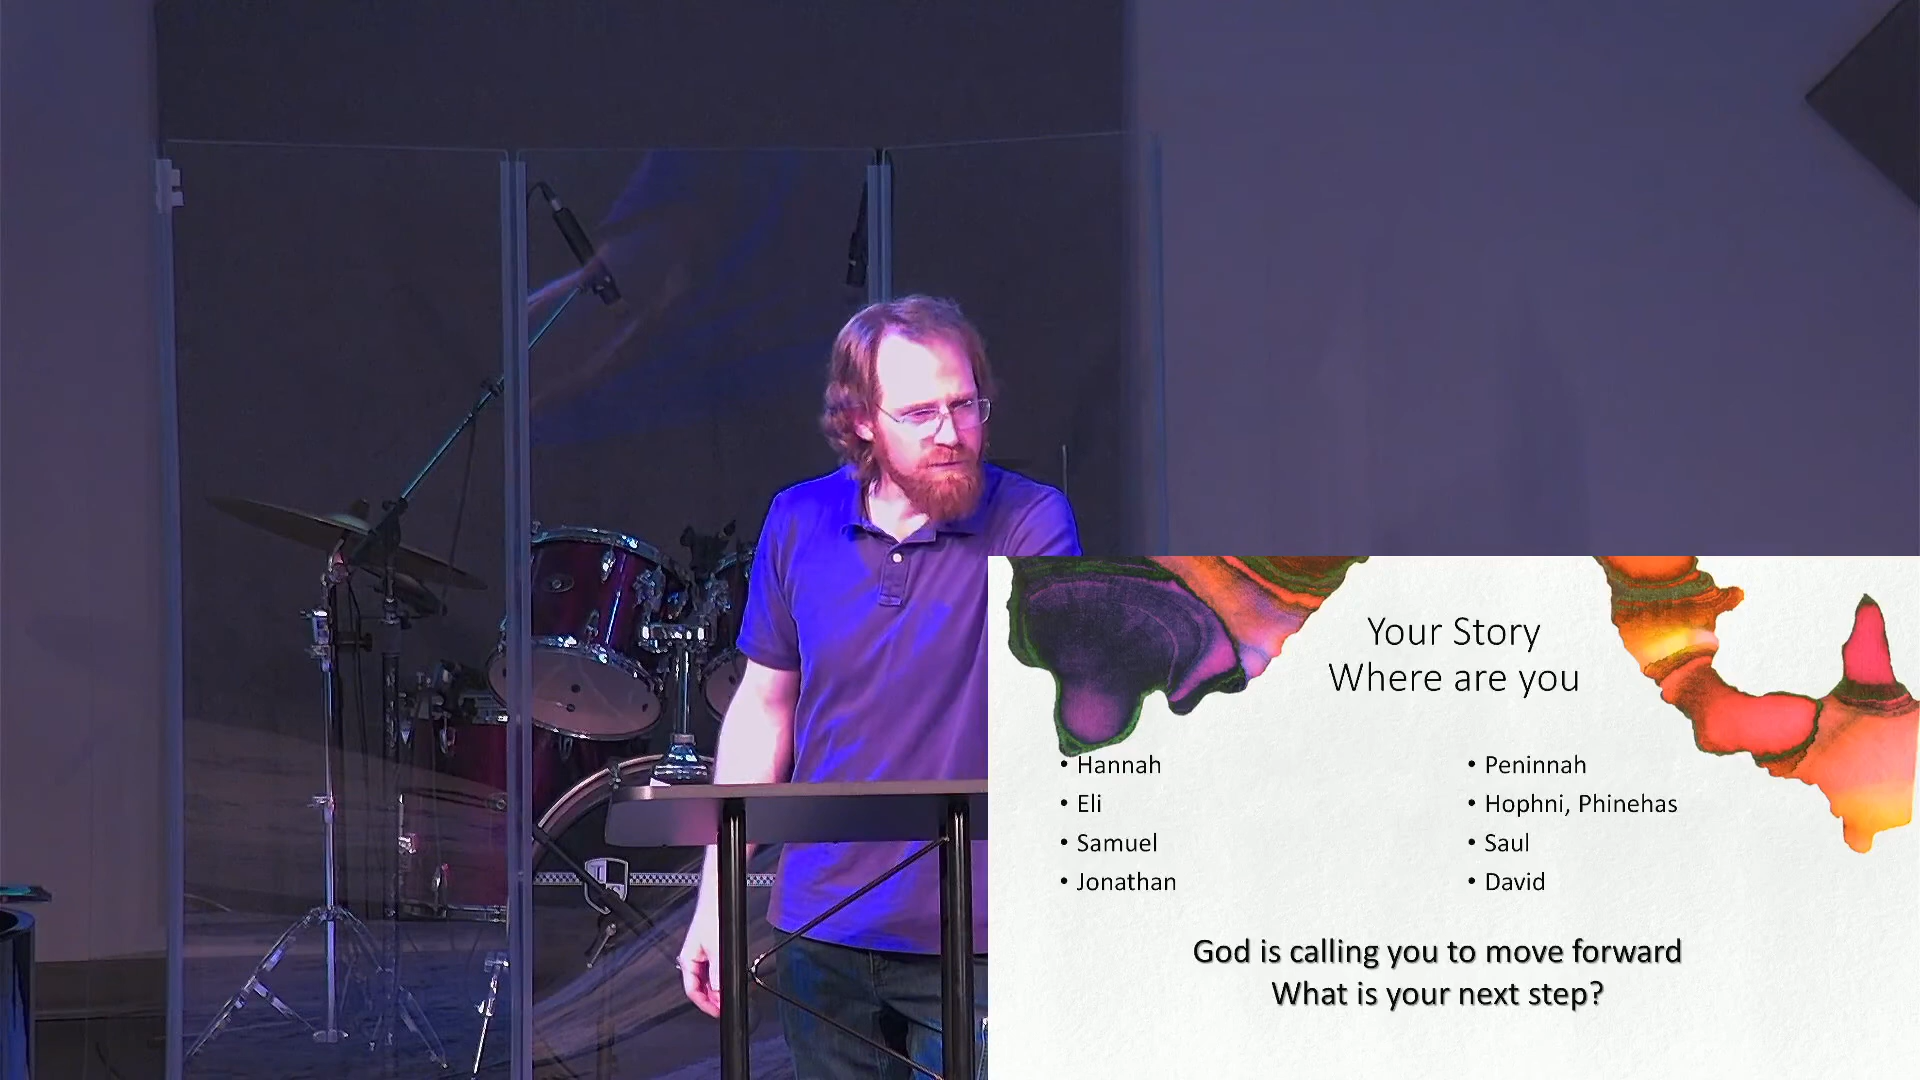 Your Story
Where are you
• Hannah
• Eli
• Samuel
• Jonathan
• Peninnah
• Hophni, Phinehas
• Saul
• David
God is calling you to move forward
What is your next step?